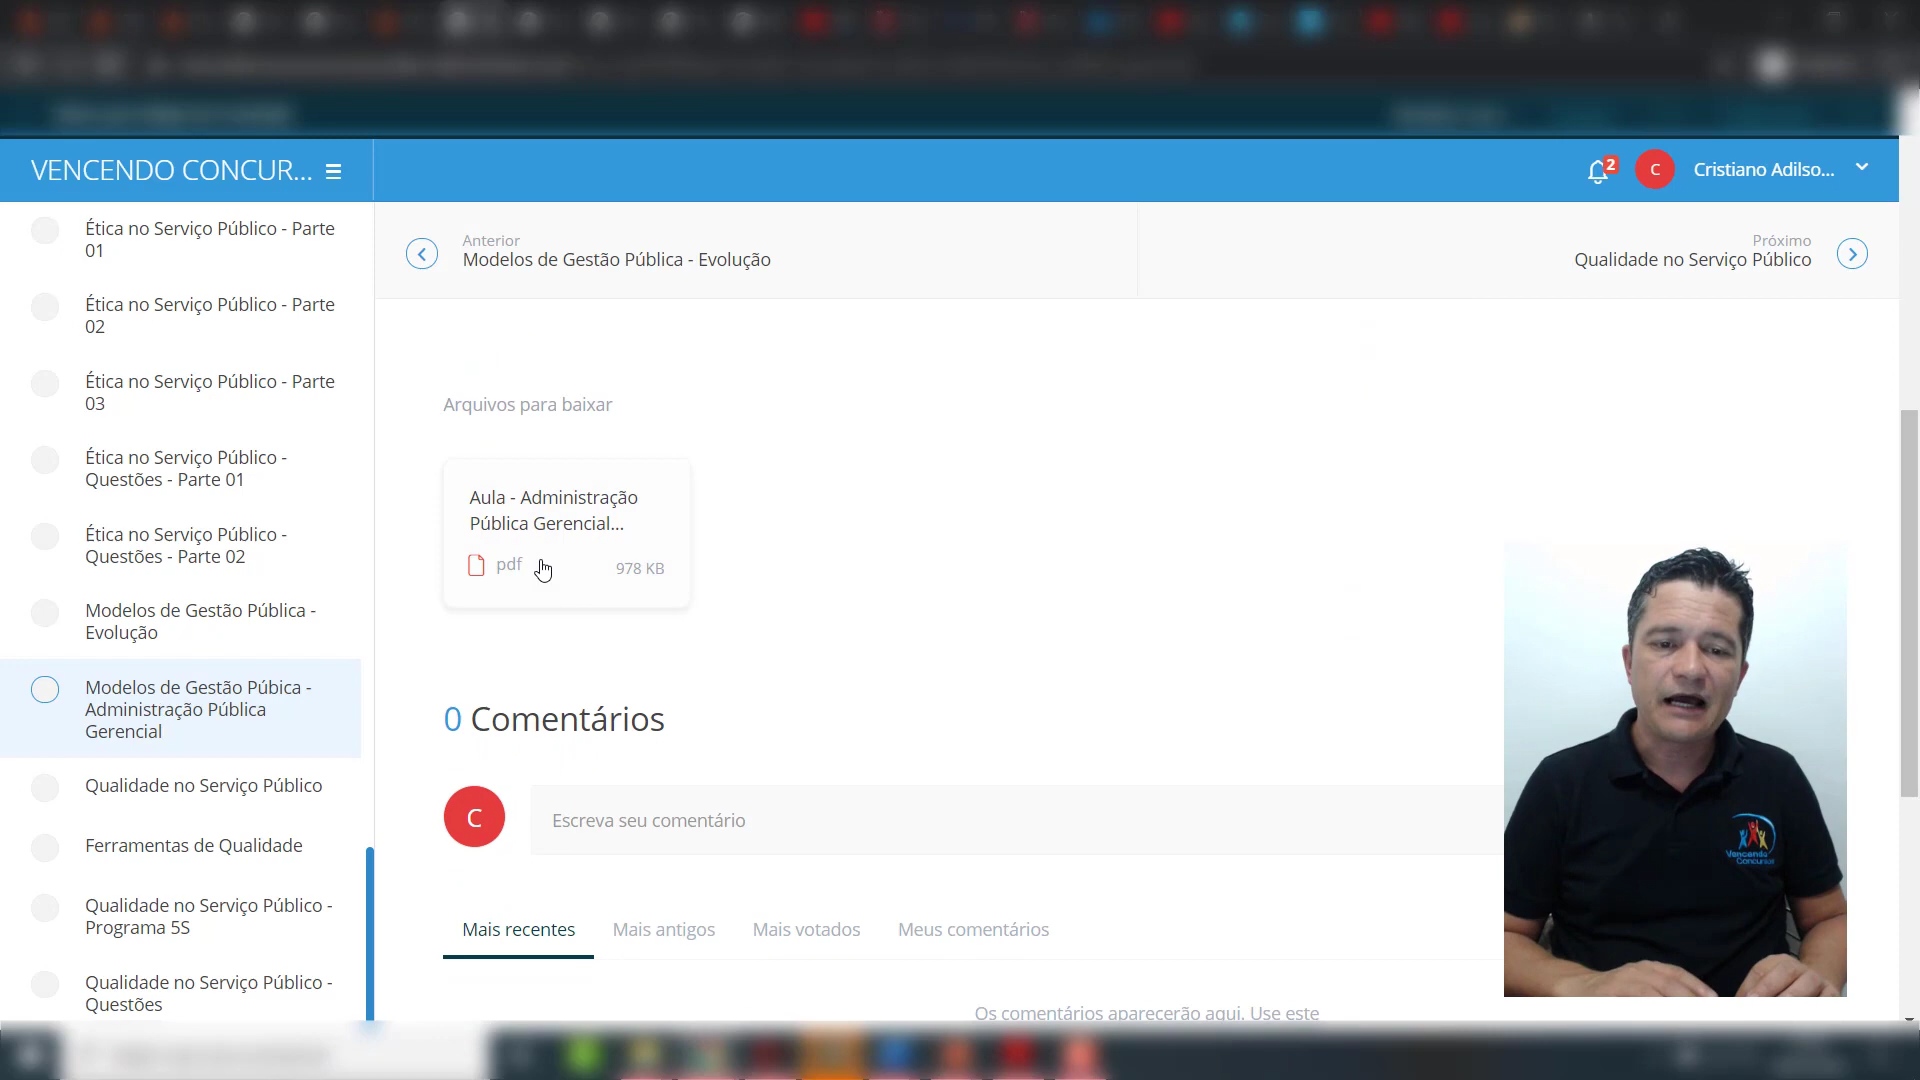 VENCENDO CONCUR...
2
C
Cristiano Adilso...
Ética no Serviço Público - Parte
01
Ética no Serviço Público - Parte
02
Ética no Serviço Público - Parte
03
Ética no Serviço Público -
Questões - Parte 01
Ética no Serviço Público -
Questões - Parte 02
Modelos de Gestão Pública -
Evolução
Modelos de Gestão Púbica -
Administração Pública
Gerencial
Qualidade no Serviço Público
Ferramentas de Qualidade
Qualidade no Serviço Público -
Programa 5S
Qualidade no Serviço Público -
Questões
Anterior
Modelos de Gestão Pública - Evolução
Próximo
Qualidade no Serviço Público
Arquivos para baixar
Aula - Administração
Pública Gerencial...
pdf
978 KB
0 Comentários
C
Escreva seu comentário
Mais recentes
Mais antigos
Mais votados
Meus comentários
Os comentários aparecerão aqui. Use este
Vencendo
Concursos